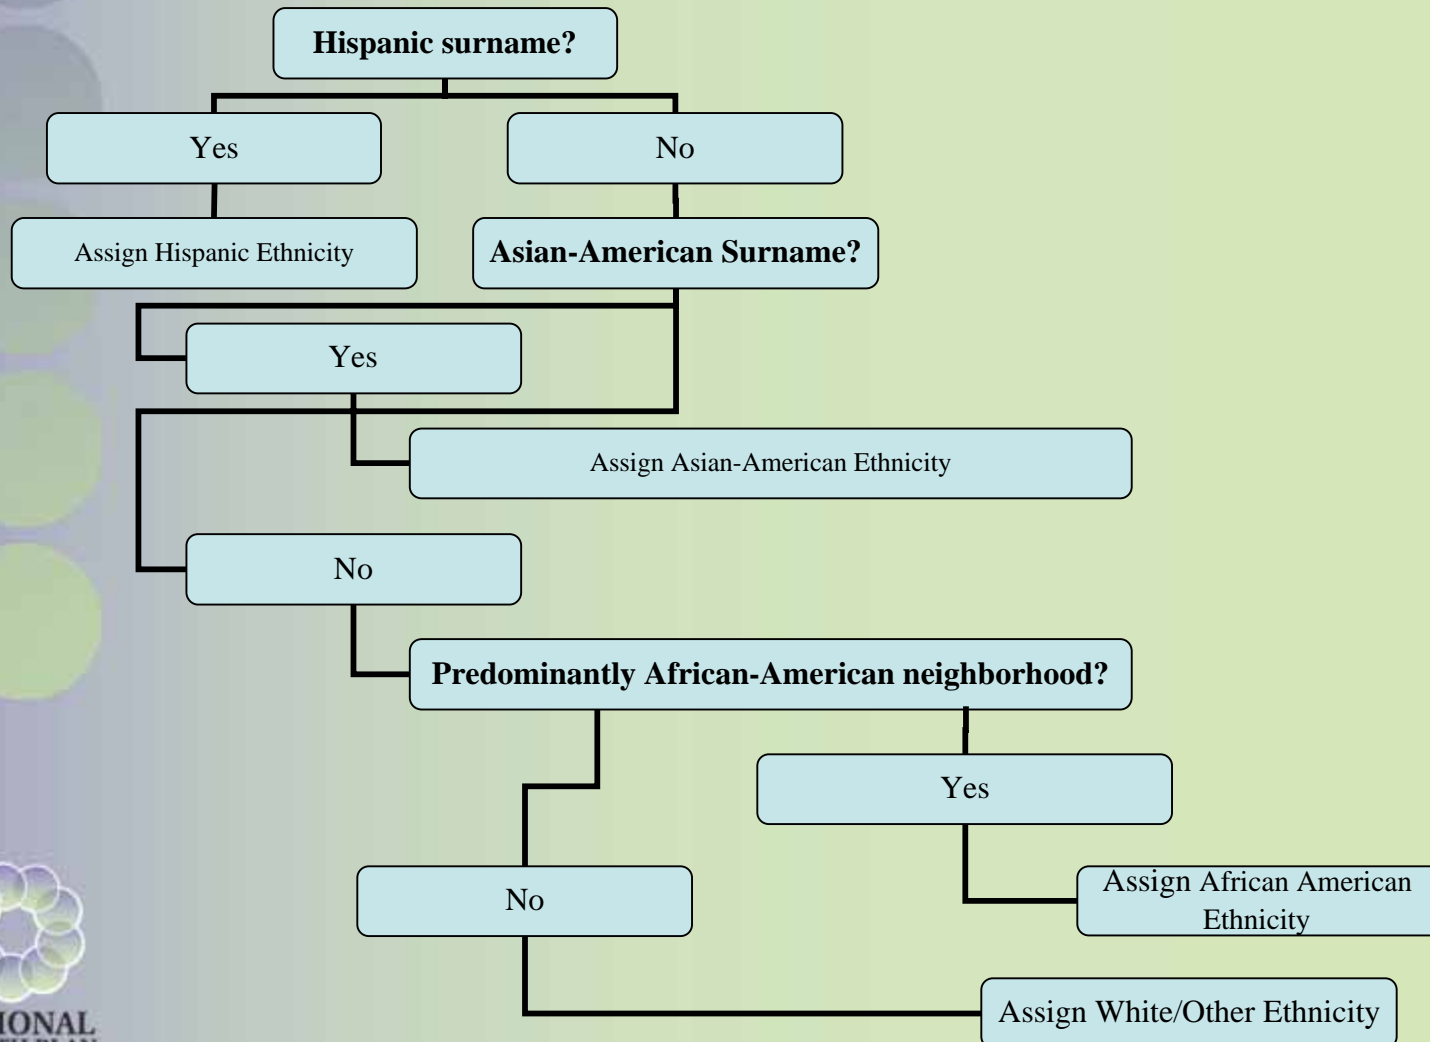 Hispanic surname?
Yes
No
Assign Hispanic Ethnicity
Asian-American Surname?
Yes
Assign Asian-American Ethnicity
No
Predominantly African-American neighborhood?
Yes
No
Assign African American
Ethnicity
Assign White/Other Ethnicity
IONAL